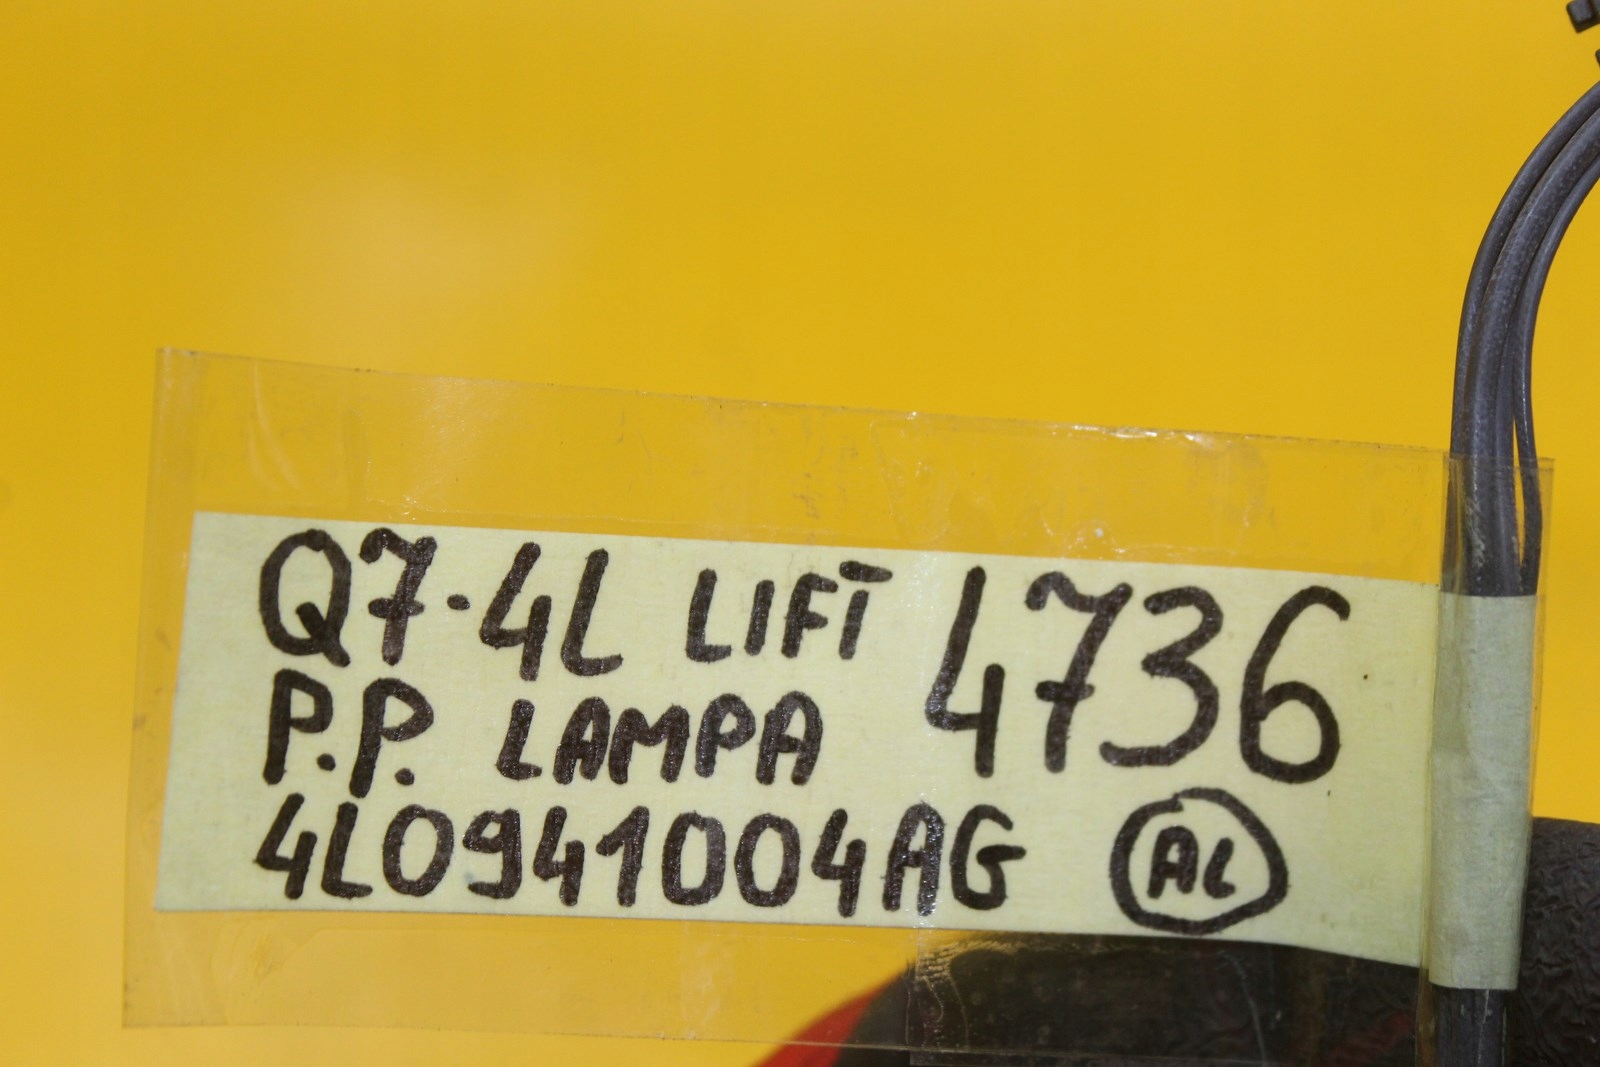 Q7-4L LIFT 4736
P.P. LAMPA
4L0941004AG AL